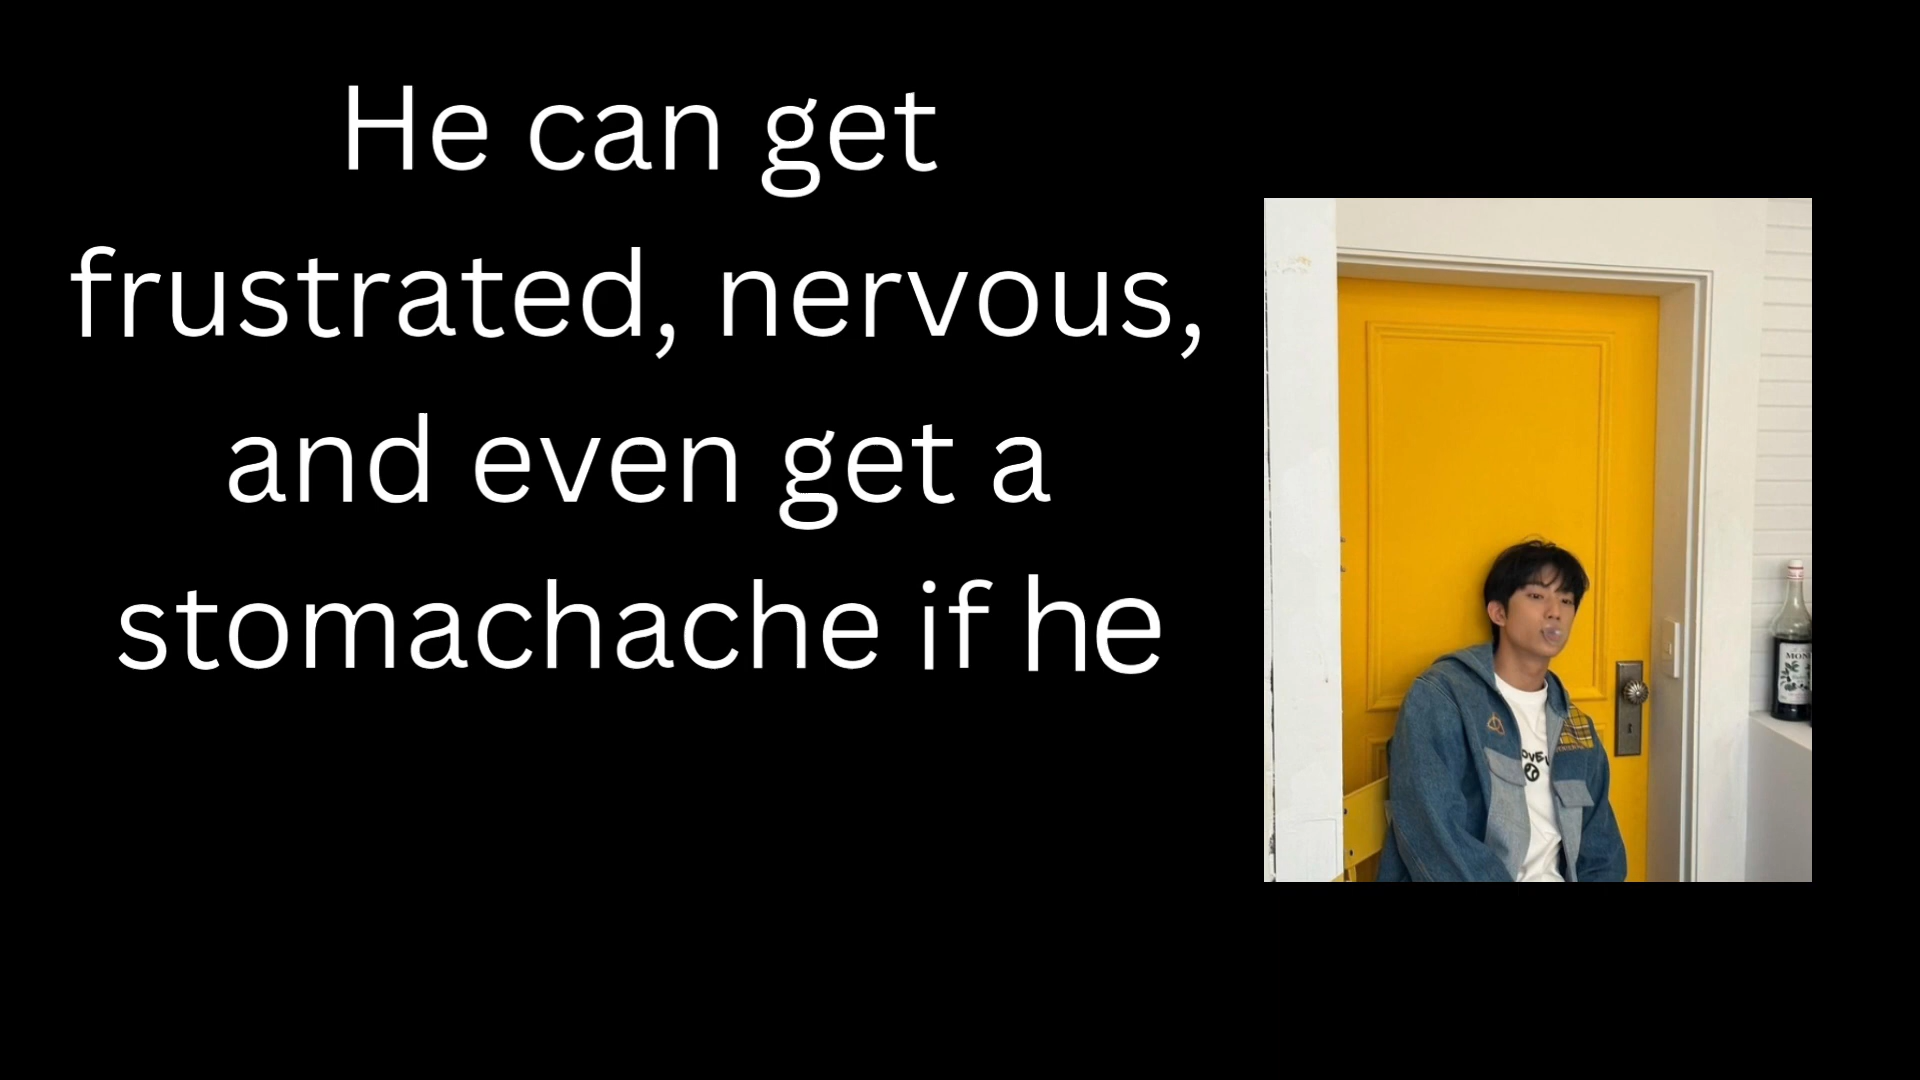 He can get
frustrated, nervous,
and even get a
stomachache if he